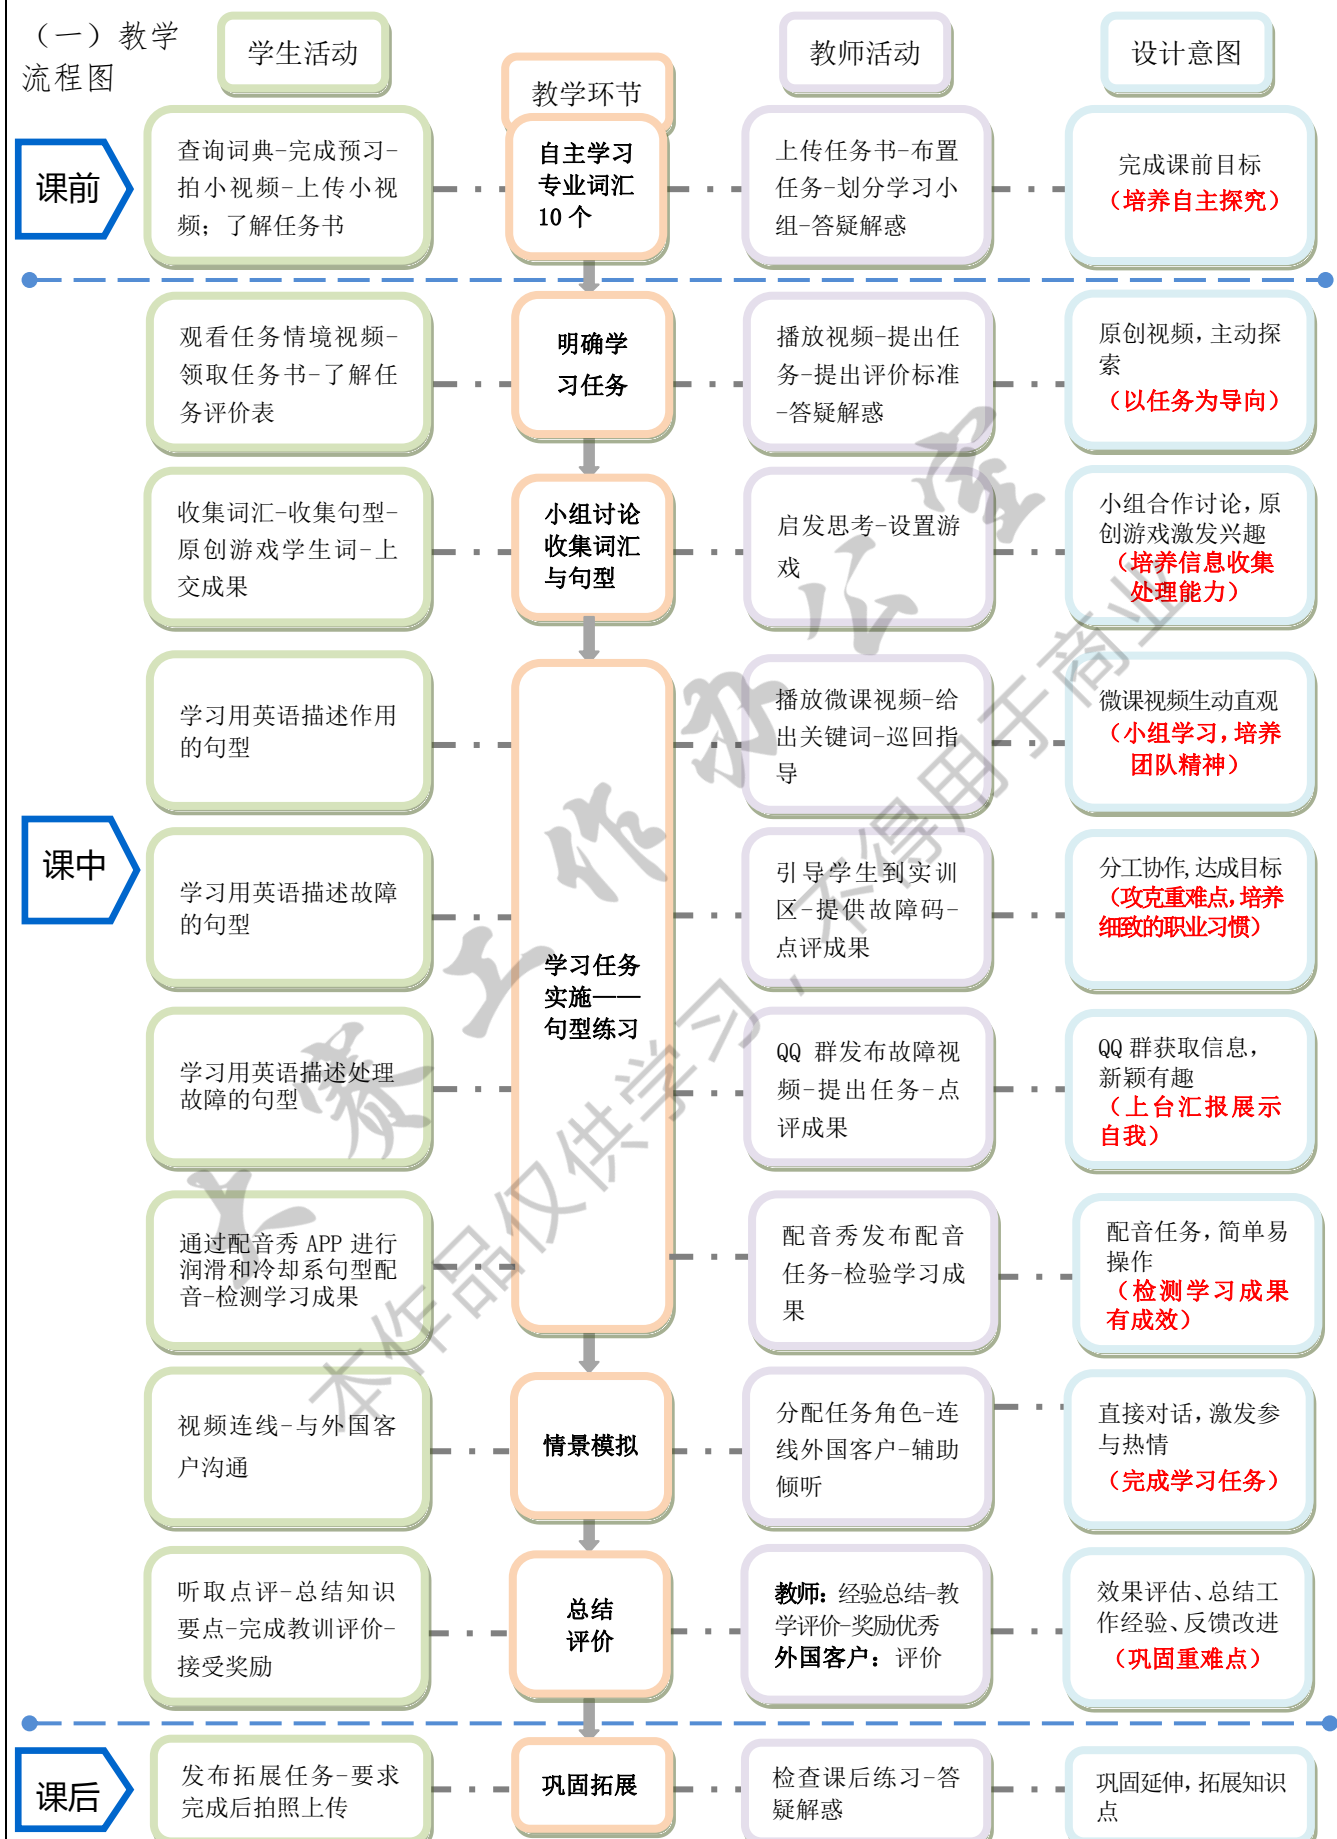 （一）教学
流程图
学生活动
教学环节
教师活动
设计意图
课前
查询词典-完成预习-
拍小视频-上传小视
频；了解任务书
自主学习
专业词汇
10 个
上传任务书-布置
任务-划分学习小
组-答疑解惑
完成课前目标
（培养自主探究）
课中
观看任务情境视频-
领取任务书-了解任
务评价表
明确学
习任务
播放视频-提出任
务-提出评价标准
-答疑解惑
原创视频，主动探
索
（以任务为导向）
收集词汇-收集句型-
原创游戏学生词-上
交成果
小组讨论
收集词汇
与句型
启发思考-设置游
戏
小组合作讨论，原
创游戏激发兴趣
（培养信息收集
处理能力）
学习任务
实施——
句型练习
学习用英语描述作用
的句型
播放微课视频-给
出关键词-巡回指
导
微课视频生动直观
（小组学习，培养
团队精神）
学习用英语描述故障
的句型
引导学生到实训
区-提供故障码-
点评成果
分工协作，达成目标
（攻克重难点，培养
细致的职业习惯）
学习用英语描述处理
故障的句型
QQ 群发布故障视
频-提出任务-点
评成果
QQ 群获取信息，
新颖有趣
（上台汇报展示
自我）
通过配音秀 APP 进行
润滑和冷却系句型配
音-检测学习成果
配音秀发布配音
任务-检验学习成
果
配音任务，简单易
操作
（检测学习成果
有成效）
视频连线-与外国客
户沟通
情景模拟
分配任务角色-连
线外国客户-辅助
倾听
直接对话，激发参
与热情
（完成学习任务）
听取点评-总结知识
要点-完成教训评价-
接受奖励
总结
评价
教师：经验总结-教
学评价-奖励优秀
外国客户：评价
效果评估、总结工
作经验、反馈改进
（巩固重难点）
课后
发布拓展任务-要求
完成后拍照上传
巩固拓展
检查课后练习-答
疑解惑
巩固延伸，拓展知识
点
大赛工作办公室
本作品仅供学习，不得用于商业